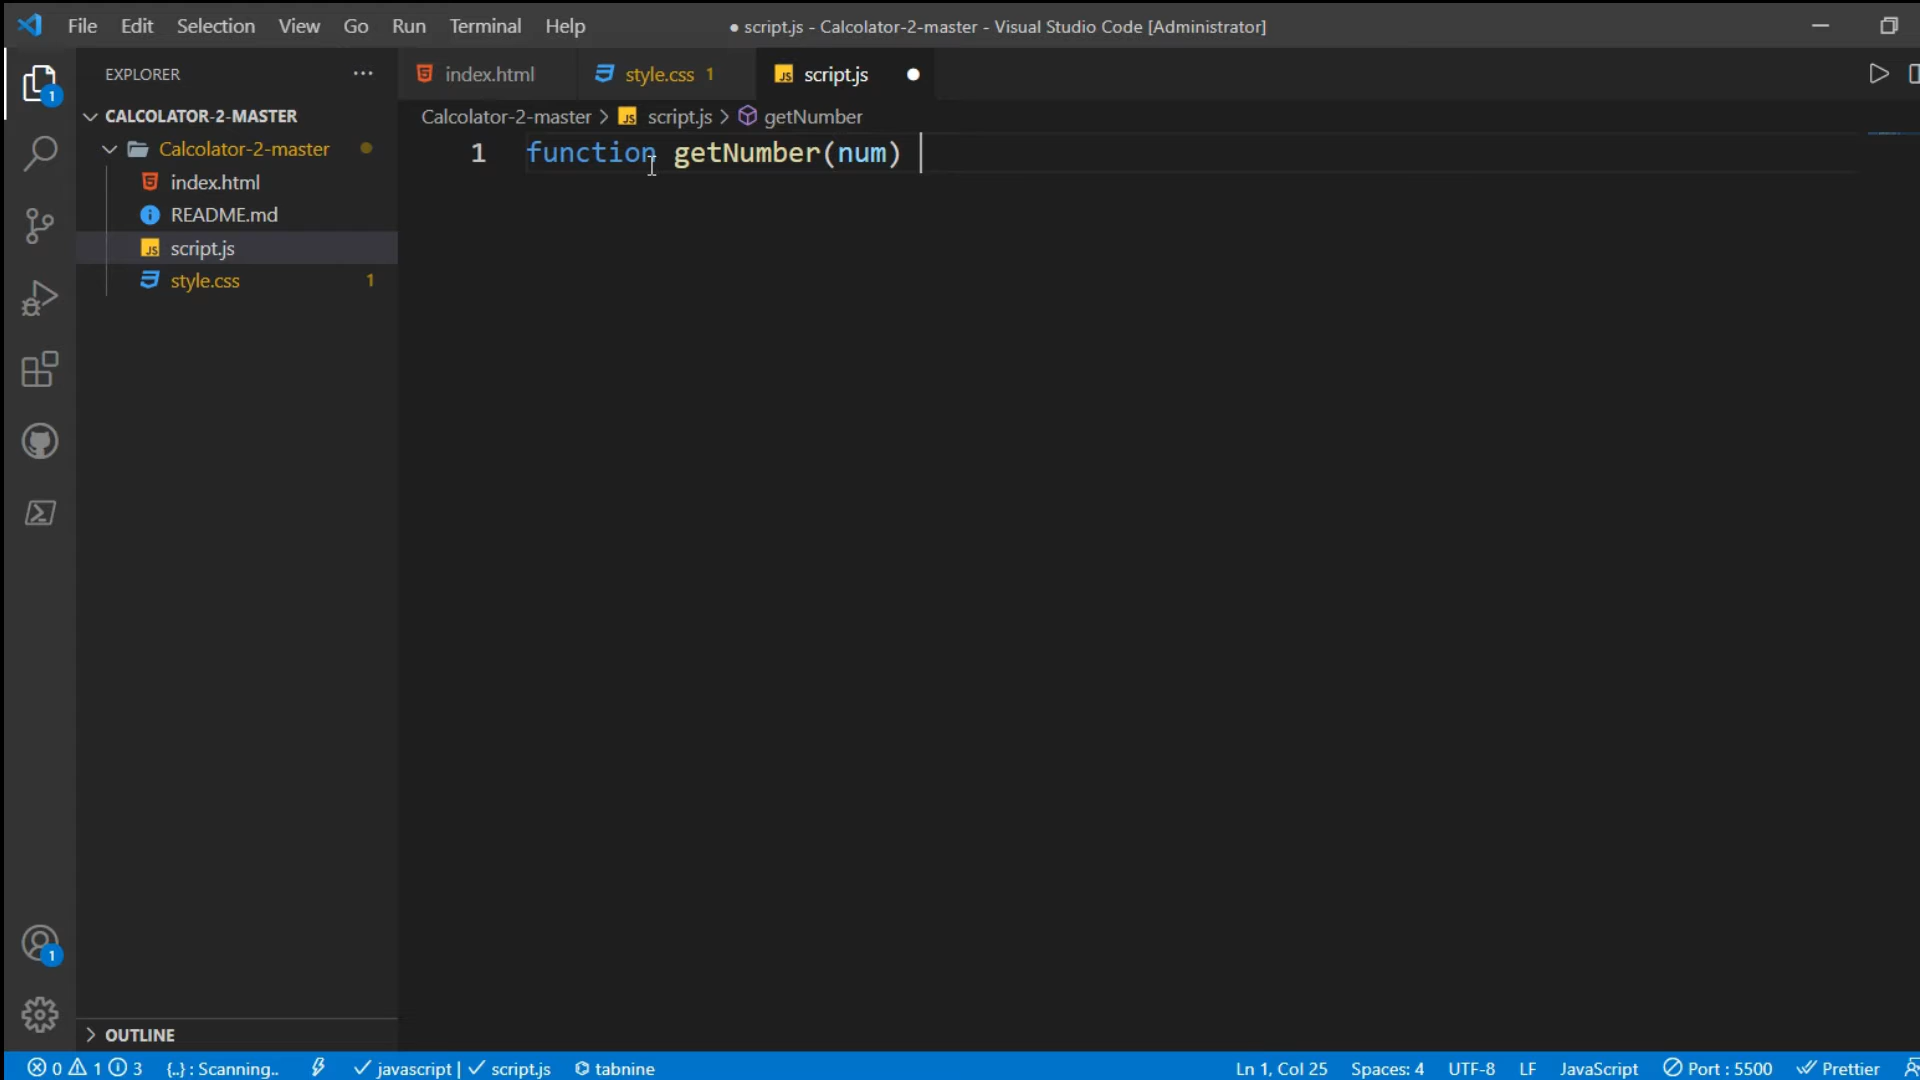 File Edit Selection View Go Run Terminal Help
● script.js - Calcolator-2-master - Visual Studio Code [Administrator]
EXPLORER
index.html
style.css 1
script.js
1
CALCOLATOR-2-MASTER
Calcolator-2-master > script.js > getNumber
Calcolator-2-master
1 function getNumber(num)
index.html
README.md
script.js
style.css 1
1
OUTLINE
0 1 3 {..} : Scanning.. javascript | script.js tabnine Ln 1, Col 25 Spaces: 4 UTF-8 LF JavaScript Port : 5500 Prettier